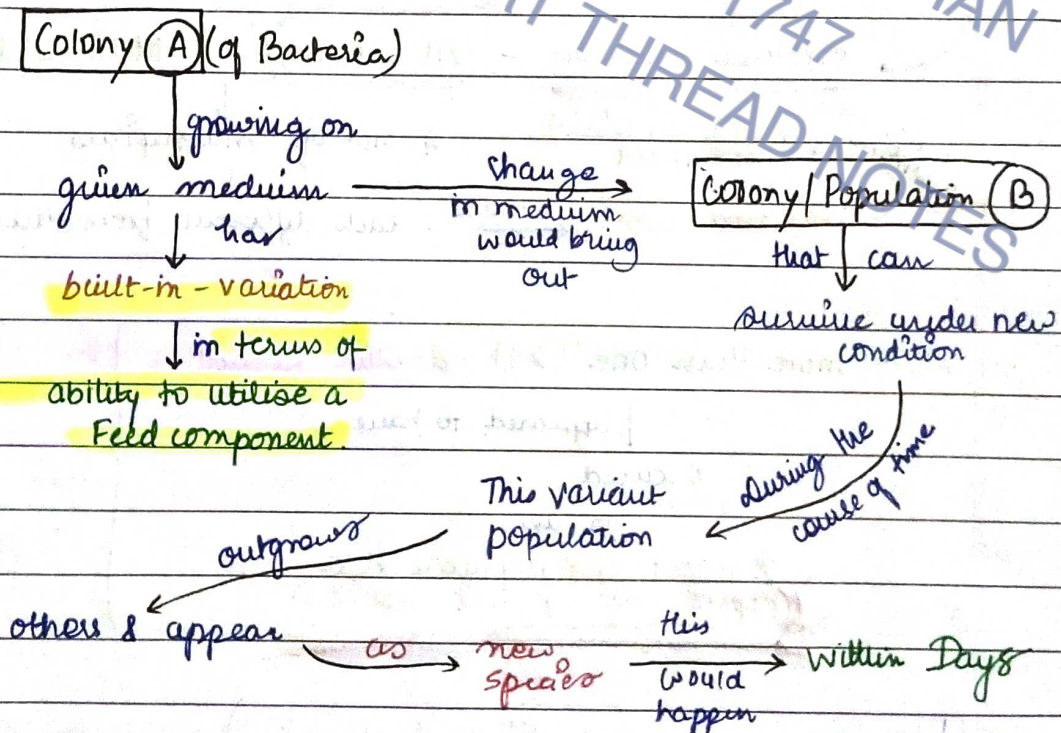 Colony A (of Bacteria)
growing on
given medium
has
built-in-variation
in terms of
ability to utilise a
Feed component.
change
in medium
would bring
out
Colony/Population B
that can
survive under new
condition
During the
course of time
This variant
population
outgrows
others & appear
as
new
species
this
would
happen
within Days
1747
THREAD NOTES